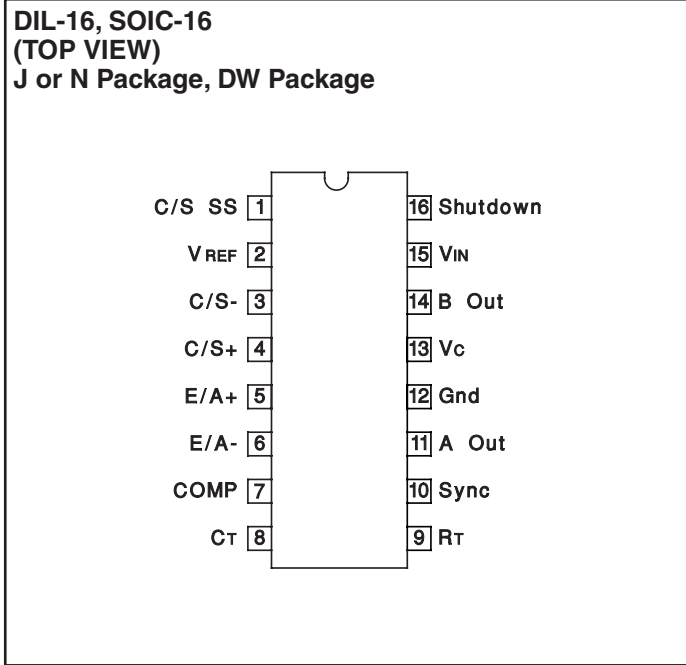 DIL-16, SOIC-16
(TOP VIEW)
J or N Package, DW Package
C/S SS 1
16 Shutdown
VREF 2
15 VIN
C/S- 3
14 B Out
C/S+ 4
13 VC
E/A+ 5
12 Gnd
E/A- 6
11 A Out
COMP 7
10 Sync
CT 8
9 RT